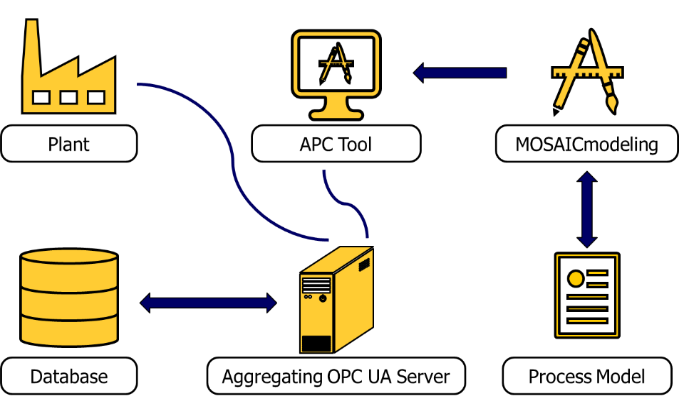 Plant
APC Tool
MOSAICmodeling
Database
Aggregating OPC UA Server
Process Model